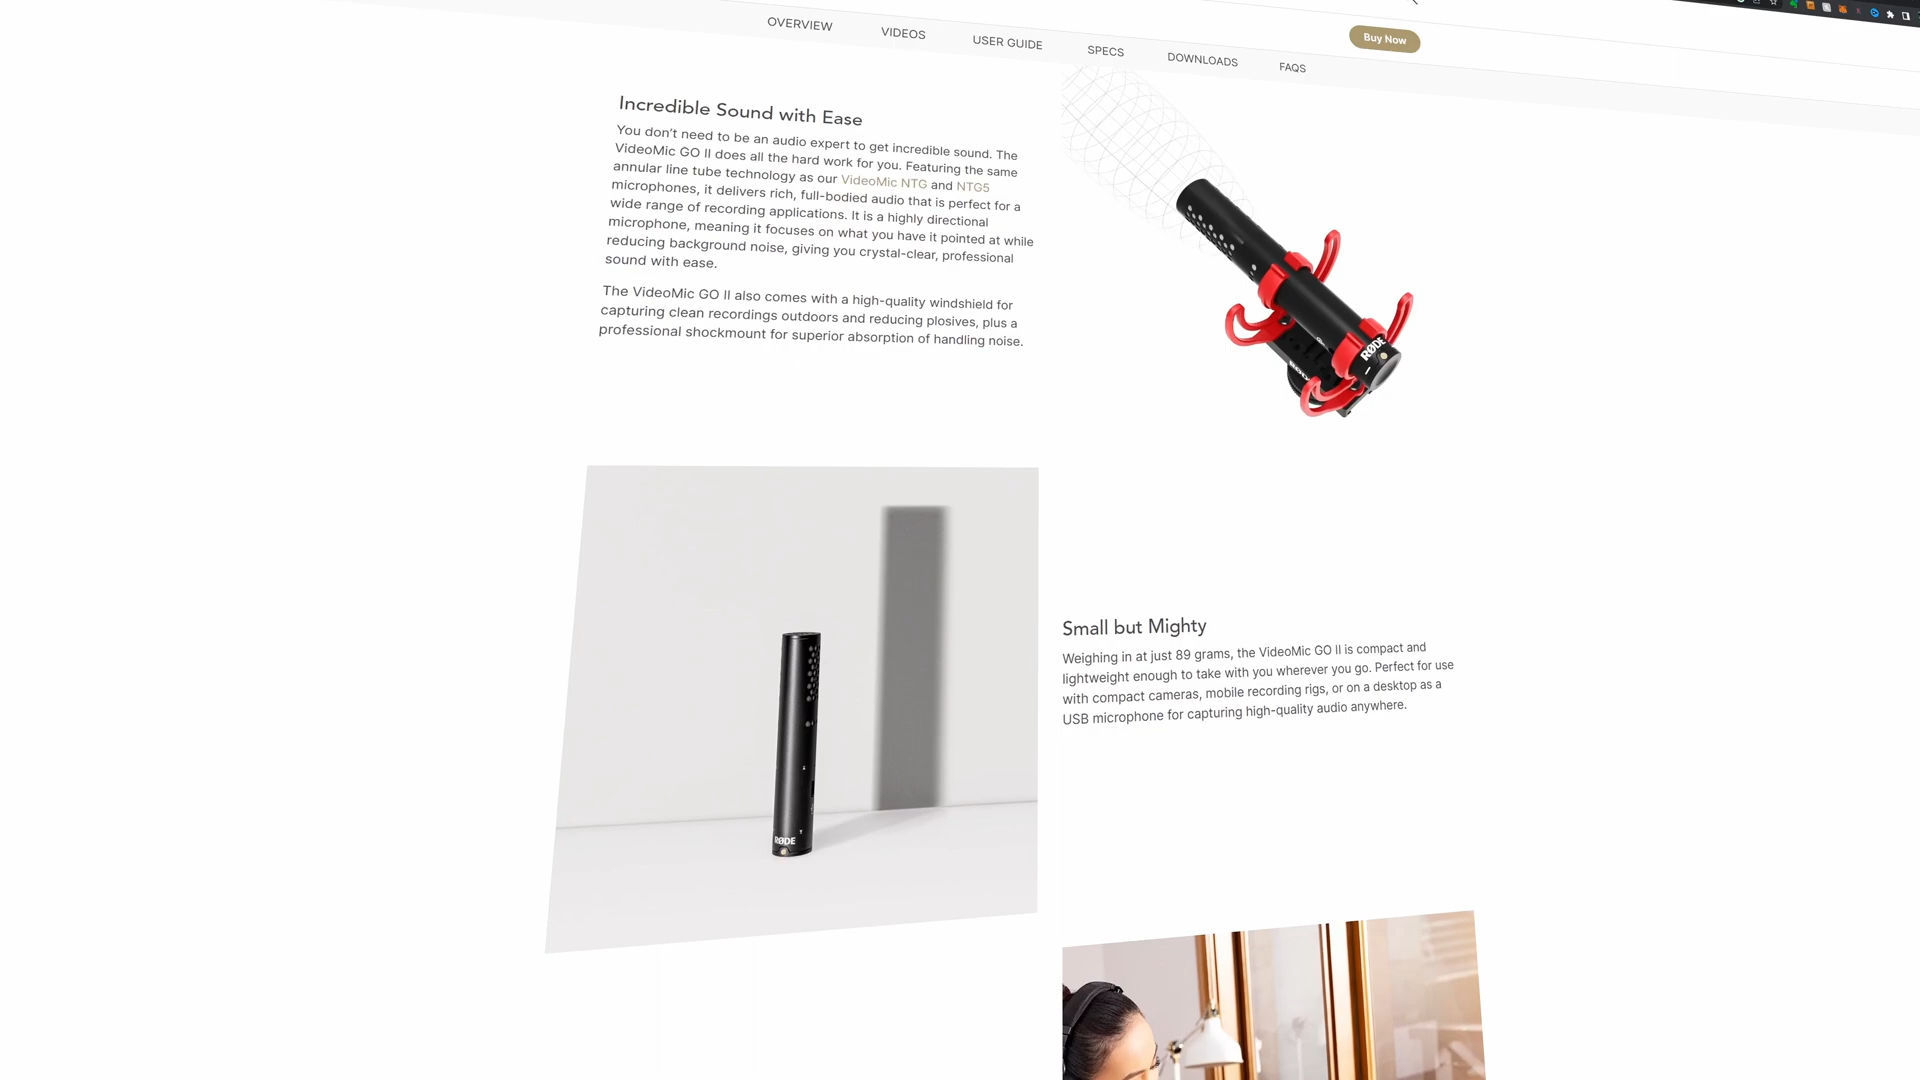 OVERVIEW
VIDEOS
USER GUIDE
SPECS
DOWNLOADS
FAQS
Buy Now
Incredible Sound with Ease
You don't need to be an audio expert to get incredible sound. The
VideoMic GO II does all the hard work for you. Featuring the same
annular line tube technology as our VideoMic NTG and NTG5
microphones, it delivers rich, full-bodied audio that is perfect for a
wide range of recording applications. It is a highly directional
microphone, meaning it focuses on what you have it pointed at while
reducing background noise, giving you crystal-clear, professional
sound with ease.
The VideoMic GO II also comes with a high-quality windshield for
capturing clean recordings outdoors and reducing plosives, plus a
professional shockmount for superior absorption of handling noise.
RØDE
Small but Mighty
Weighing in at just 89 grams, the VideoMic GO II is compact and
lightweight enough to take with you wherever you go. Perfect for use
with compact cameras, mobile recording rigs, or on a desktop as a
USB microphone for capturing high-quality audio anywhere.
RØDE